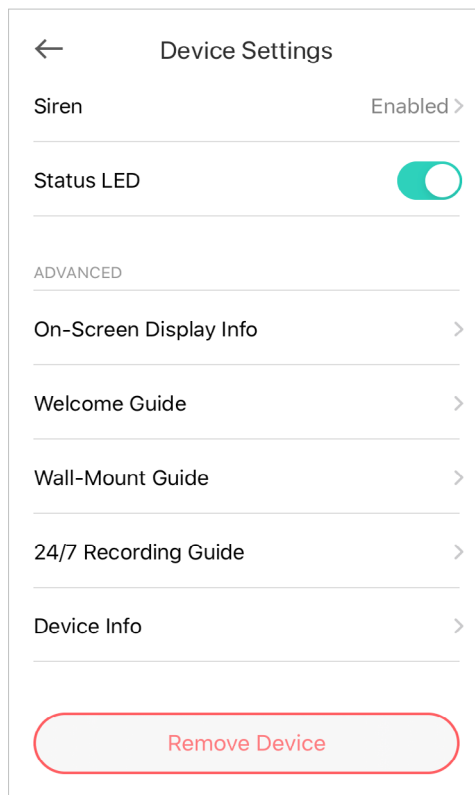 Device Settings
Siren Enabled
Status LED
ADVANCED
On-Screen Display Info
Welcome Guide
Wall-Mount Guide
24/7 Recording Guide
Device Info
Remove Device